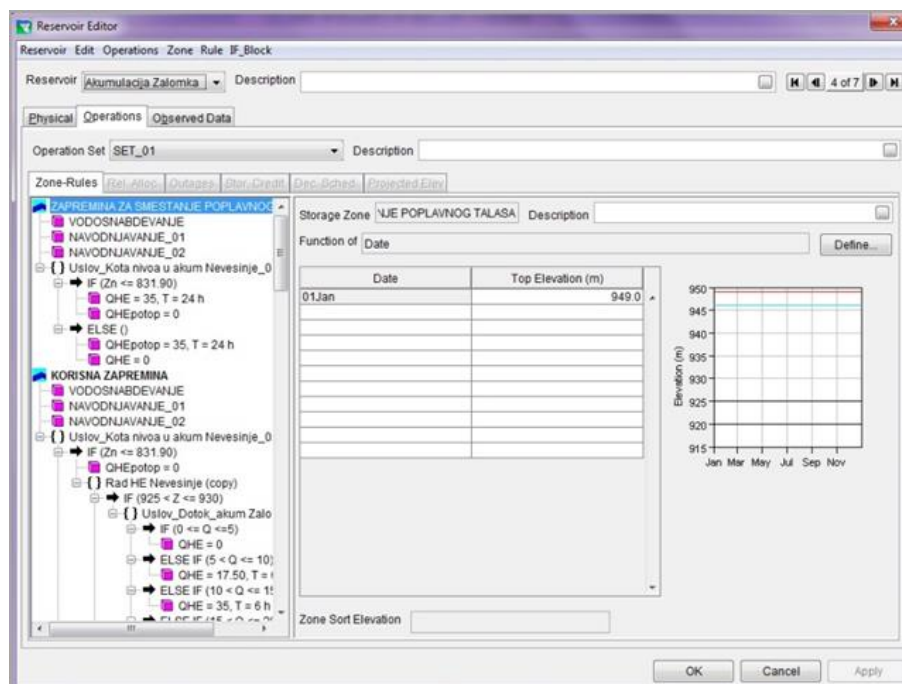 Reservoir Editor
Reservoir Edit Operations Zone Rule IF_Block
Reservoir Akumulacija Zalomka Description 4 of 7
Physical Operations Observed Data
Operation Set SET_01 Description
Zone-Rules Rel. Alloc. Outages Stor. Credit Dec. Sched. Projected Elev
ZAPREMINA ZA SMESTANJE POPLAVNOG
VODOSNABDEVANJE
NAVODNJAVANJE_01
NAVODNJAVANJE_02
{ } Uslov_Kota nivoa u akum Nevesinje_0
IF (Zn <= 831.90)
QHE = 35, T = 24 h
QHEpotop = 0
ELSE ()
QHEpotop = 35, T = 24 h
QHE = 0
KORISNA ZAPREMINA
VODOSNABDEVANJE
NAVODNJAVANJE_01
NAVODNJAVANJE_02
{ } Uslov_Kota nivoa u akum Nevesinje_0
IF (Zn <= 831.90)
QHEpotop = 0
{ } Rad HE Nevesinje (copy)
IF (925 < Z <= 930)
{ } Uslov_Dotok_akum Zalo
IF (0 <= Q <=5)
QHE = 0
ELSE IF (5 < Q <= 10)
QHE = 17.50, T =
ELSE IF (10 < Q <= 1
QHE = 35, T = 6 h
Storage Zone NJE POPLAVNOG TALASA Description
Function of Date Define...
Date Top Elevation (m)
01Jan 949.0
Elevation (m)
950
945
940
935
930
925
920
915
Jan Mar May Jul Sep Nov
Zone Sort Elevation
OK Cancel Apply